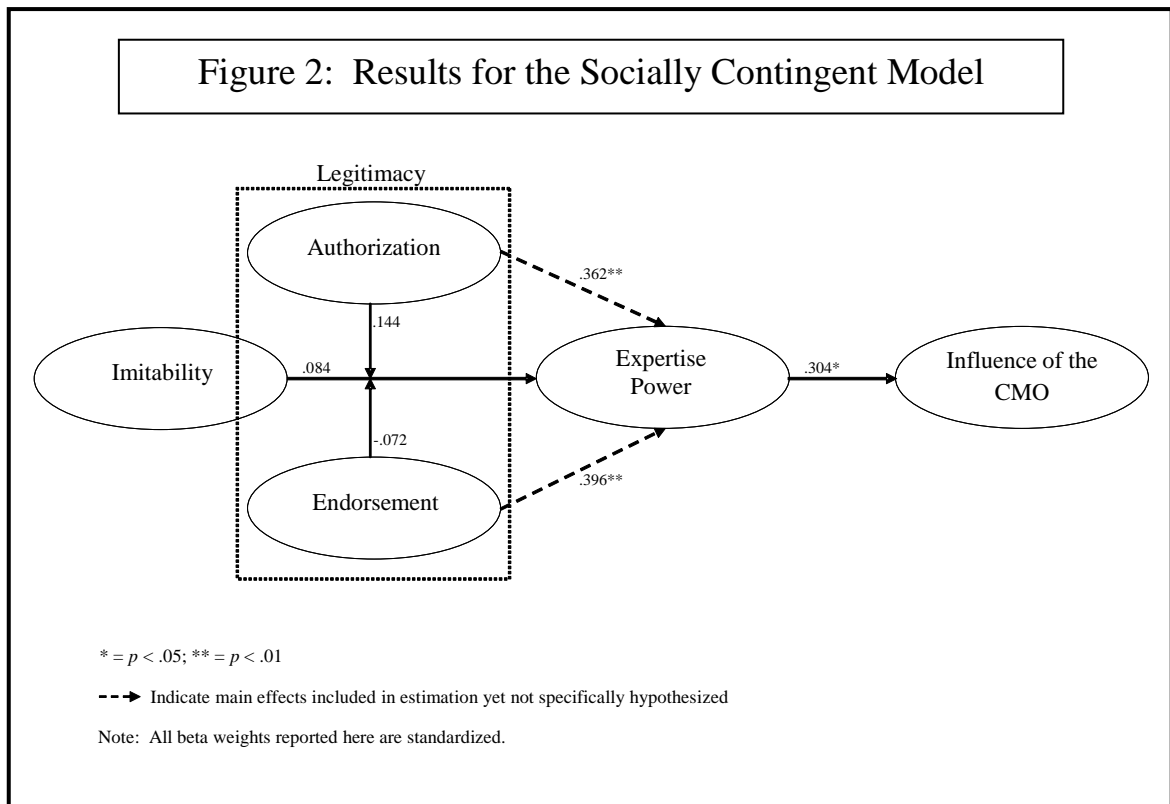 Figure 2:  Results for the Socially Contingent Model
Legitimacy
Authorization
.362**
.144
Imitability
.084
Expertise
Power
.304*
Influence of the
CMO
-.072
.396**
Endorsement
* = p < .05; ** = p < .01
Indicate main effects included in estimation yet not specifically hypothesized
Note:  All beta weights reported here are standardized.